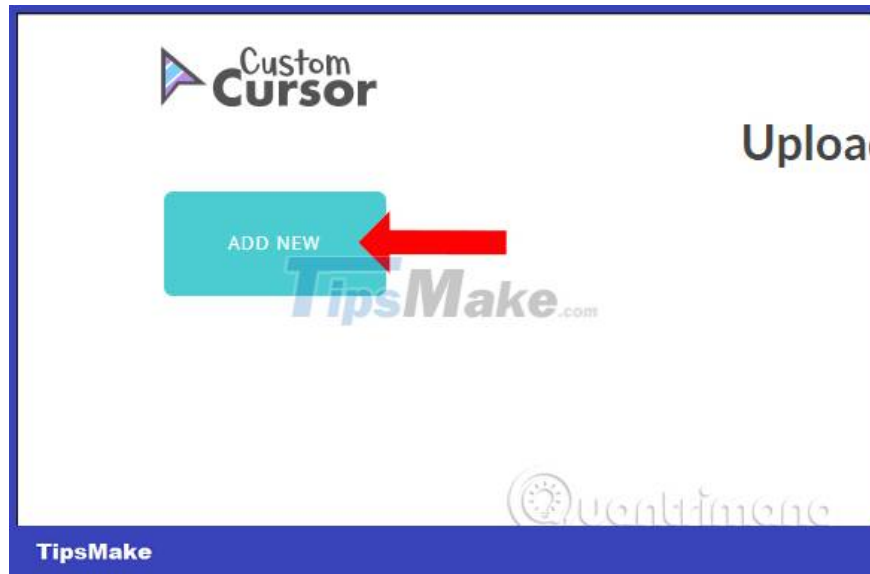 Custom
Cursor
Uploa
ADD NEW
TipsMake.com
Quantrimang
TipsMake